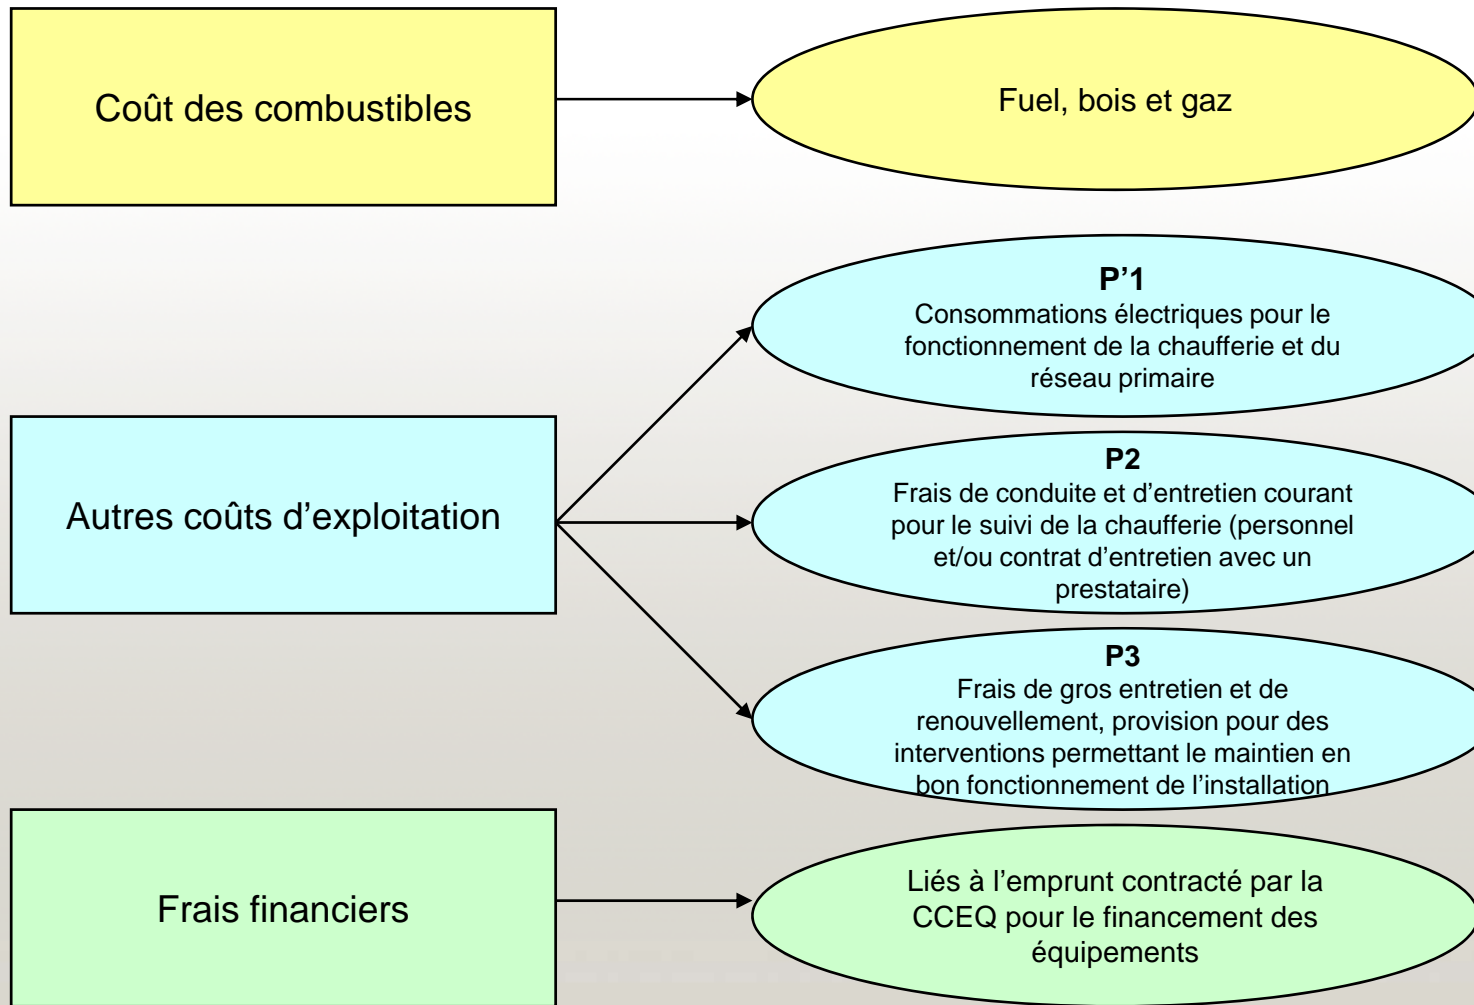 Coût des combustibles
Fuel, bois et gaz
P’1
Consommations électriques pour le
fonctionnement de la chaufferie et du
réseau primaire
Autres coûts d’exploitation
P2
Frais de conduite et d’entretien courant
pour le suivi de la chaufferie (personnel
et/ou contrat d’entretien avec un
prestataire)
P3
Frais de gros entretien et de
renouvellement, provision pour des
interventions permettant le maintien en
bon fonctionnement de l’installation
Frais financiers
Liés à l’emprunt contracté par la
CCEQ pour le financement des
équipements